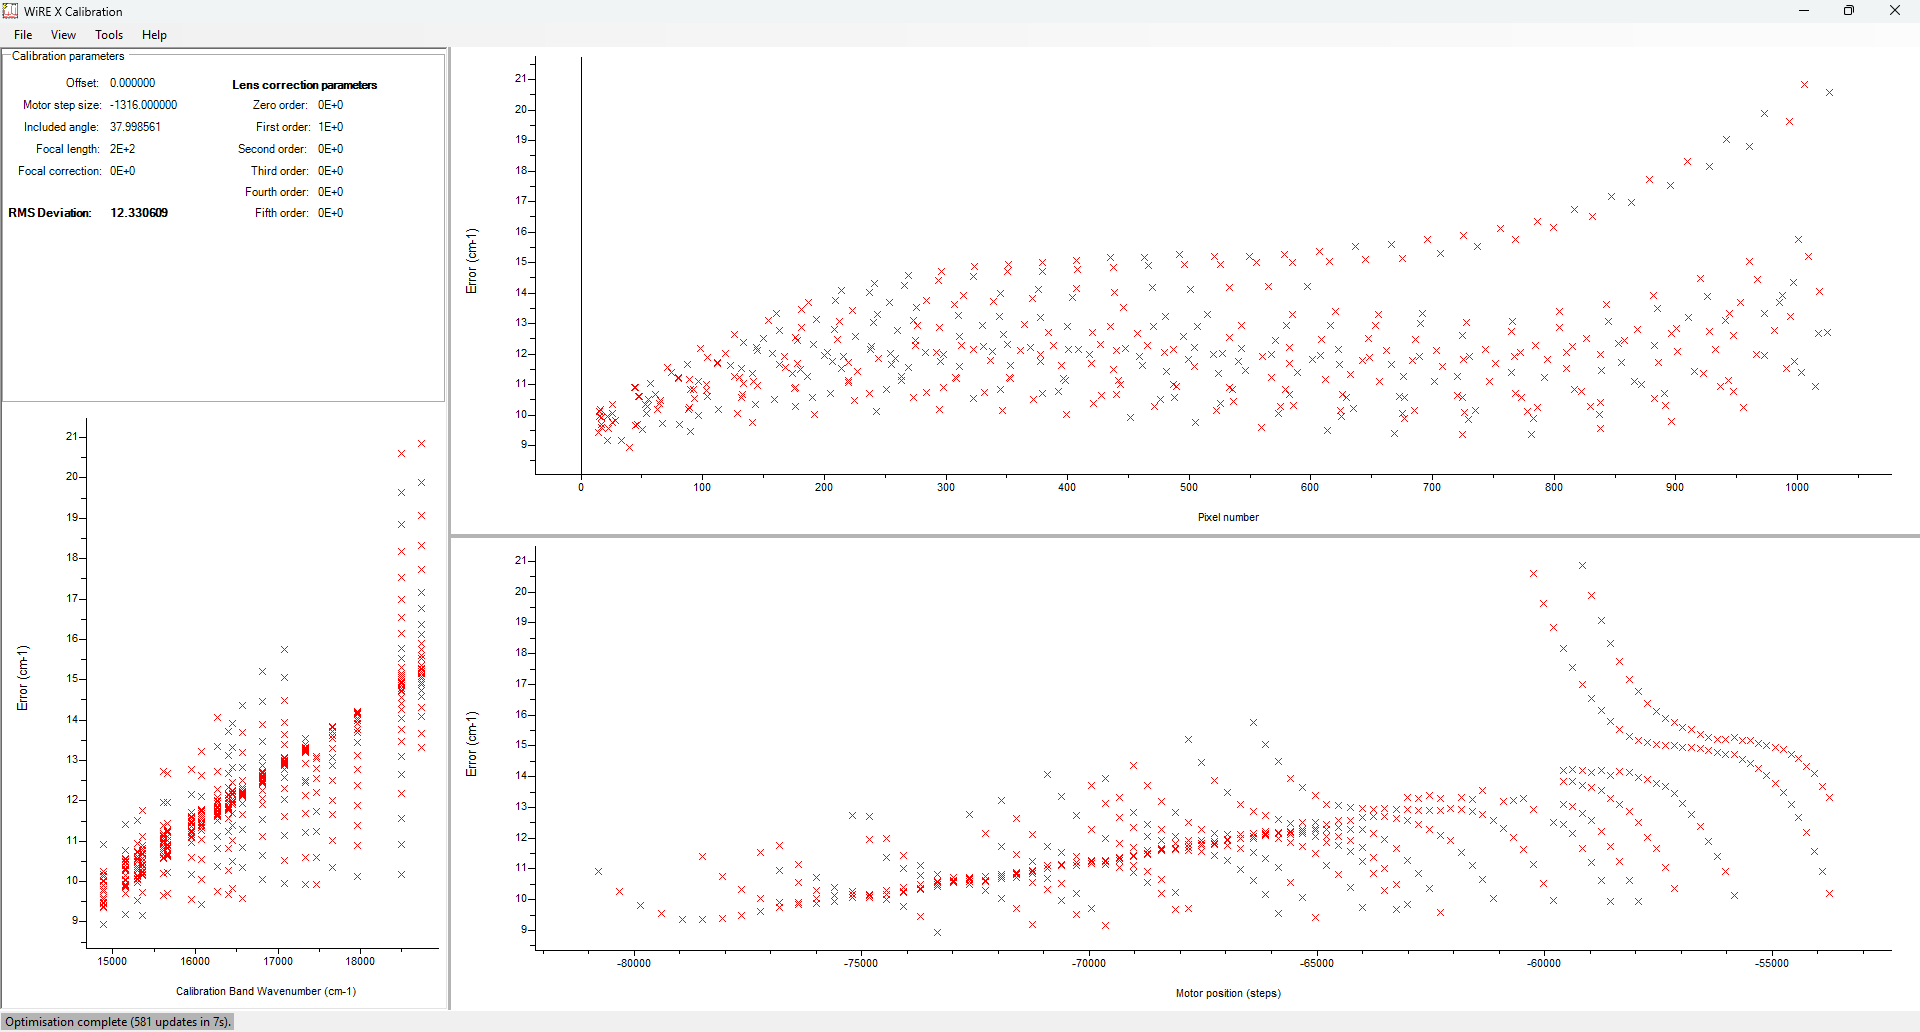 WiRE X Calibration
File View Tools Help
Calibration parameters
Offset: 0.000000
Motor step size: -1316.000000
Included angle: 37.998561
Focal length: 2E+2
Focal correction: 0E+0
RMS Deviation: 12.330609
Lens correction parameters
Zero order: 0E+0
First order: 1E+0
Second order: 0E+0
Third order: 0E+0
Fourth order: 0E+0
Fifth order: 0E+0
21
20
19
18
17
16
15
14
13
12
11
10
9
Error (cm-1)
15000 16000 17000 18000
Calibration Band Wavenumber (cm-1)
21
20
19
18
17
16
15
14
13
12
11
10
9
Error (cm-1)
0 100 200 300 400 500 600 700 800 900 1000
Pixel number
21
20
19
18
17
16
15
14
13
12
11
10
9
Error (cm-1)
-80000 -75000 -70000 -65000 -60000 -55000
Motor position (steps)
Optimisation complete (581 updates in 7s).